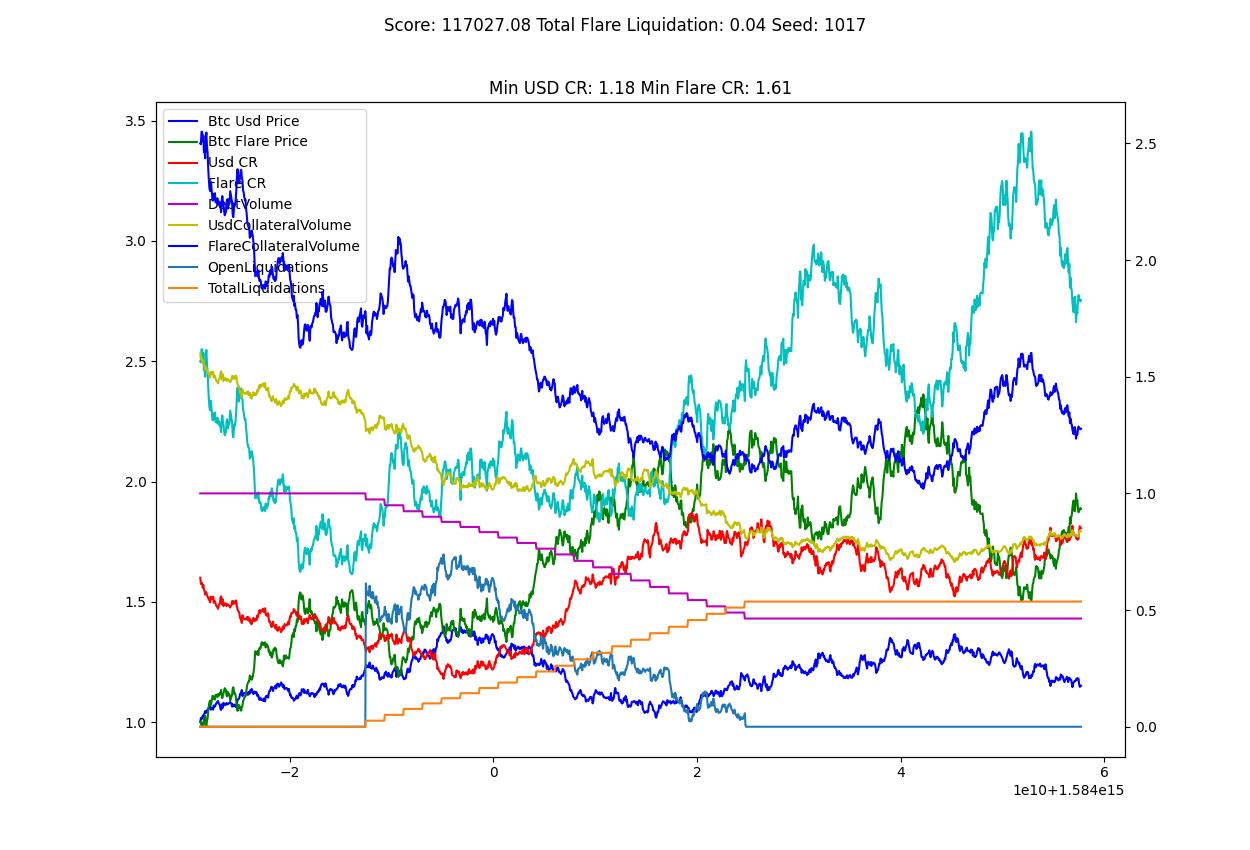 Score: 117027.08 Total Flare Liquidation: 0.04 Seed: 1017
Min USD CR: 1.18 Min Flare CR: 1.61
Btc Usd Price
Btc Flare Price
Usd CR
Flare CR
DebtVolume
UsdCollateralVolume
FlareCollateralVolume
OpenLiquidations
TotalLiquidations
3.5
3.0
2.5
2.0
1.5
1.0
2.5
2.0
1.5
1.0
0.5
0.0
−2
0
2
4
6
1e10+1.584e15